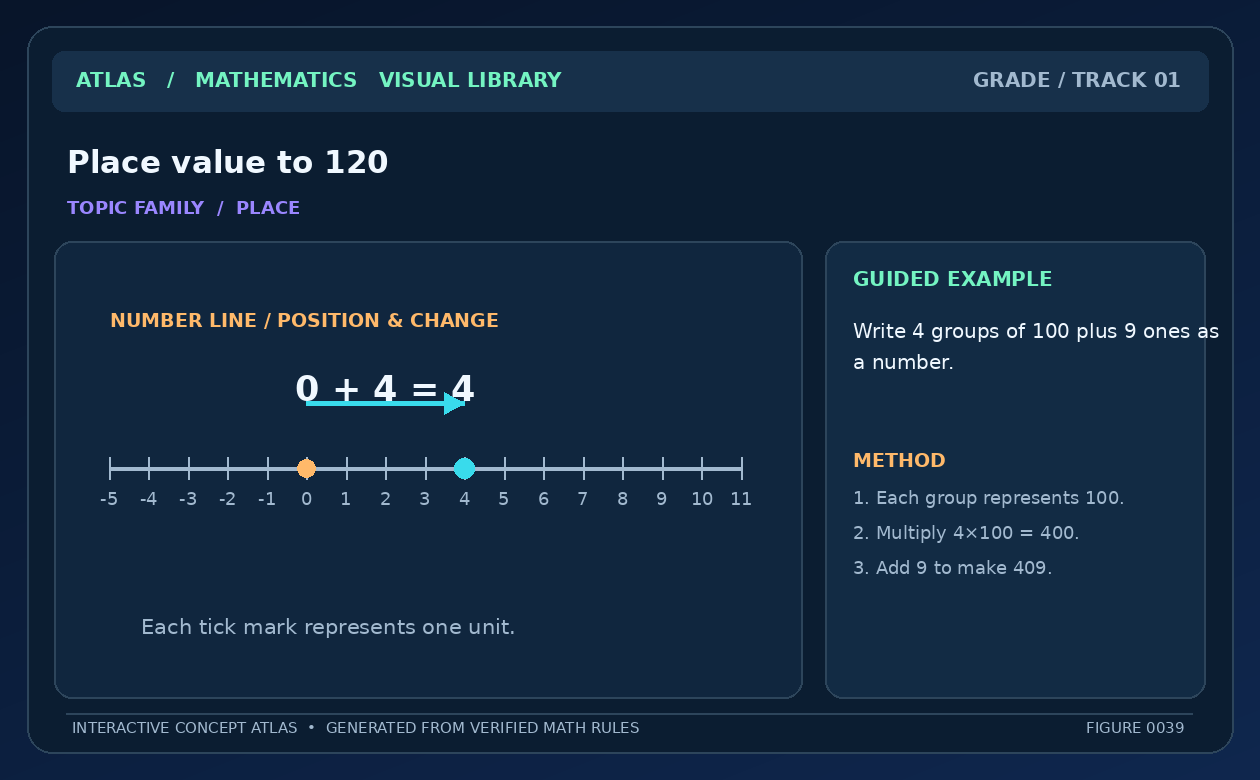 ATLAS / MATHEMATICS VISUAL LIBRARY
GRADE / TRACK 01
Place value to 120
TOPIC FAMILY / PLACE
NUMBER LINE / POSITION & CHANGE
0 + 4 = 4
-5 -4 -3 -2 -1 0 1 2 3 4 5 6 7 8 9 10 11
Each tick mark represents one unit.
GUIDED EXAMPLE
Write 4 groups of 100 plus 9 ones as
a number.
METHOD
1. Each group represents 100.
2. Multiply 4×100 = 400.
3. Add 9 to make 409.
INTERACTIVE CONCEPT ATLAS • GENERATED FROM VERIFIED MATH RULES
FIGURE 0039